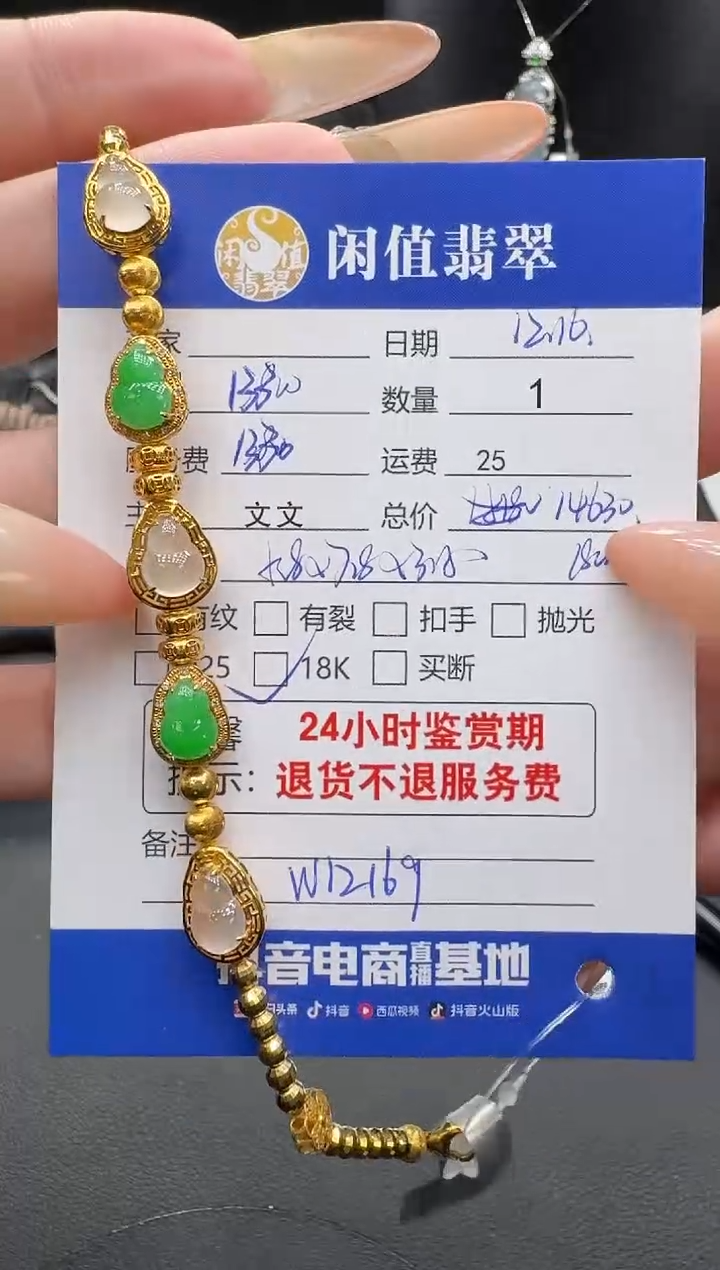 闲值翡翠
闲值翡翠
家 日期 12.16.
数量 1
费 运费 25
文文 总价 14630
有裂 扣手 抛光
25 18K 买断
24小时鉴赏期
示: 退货不退服务费
备注
W12169
抖音电商直播基地
头条 抖音 西瓜视频 抖音火山版